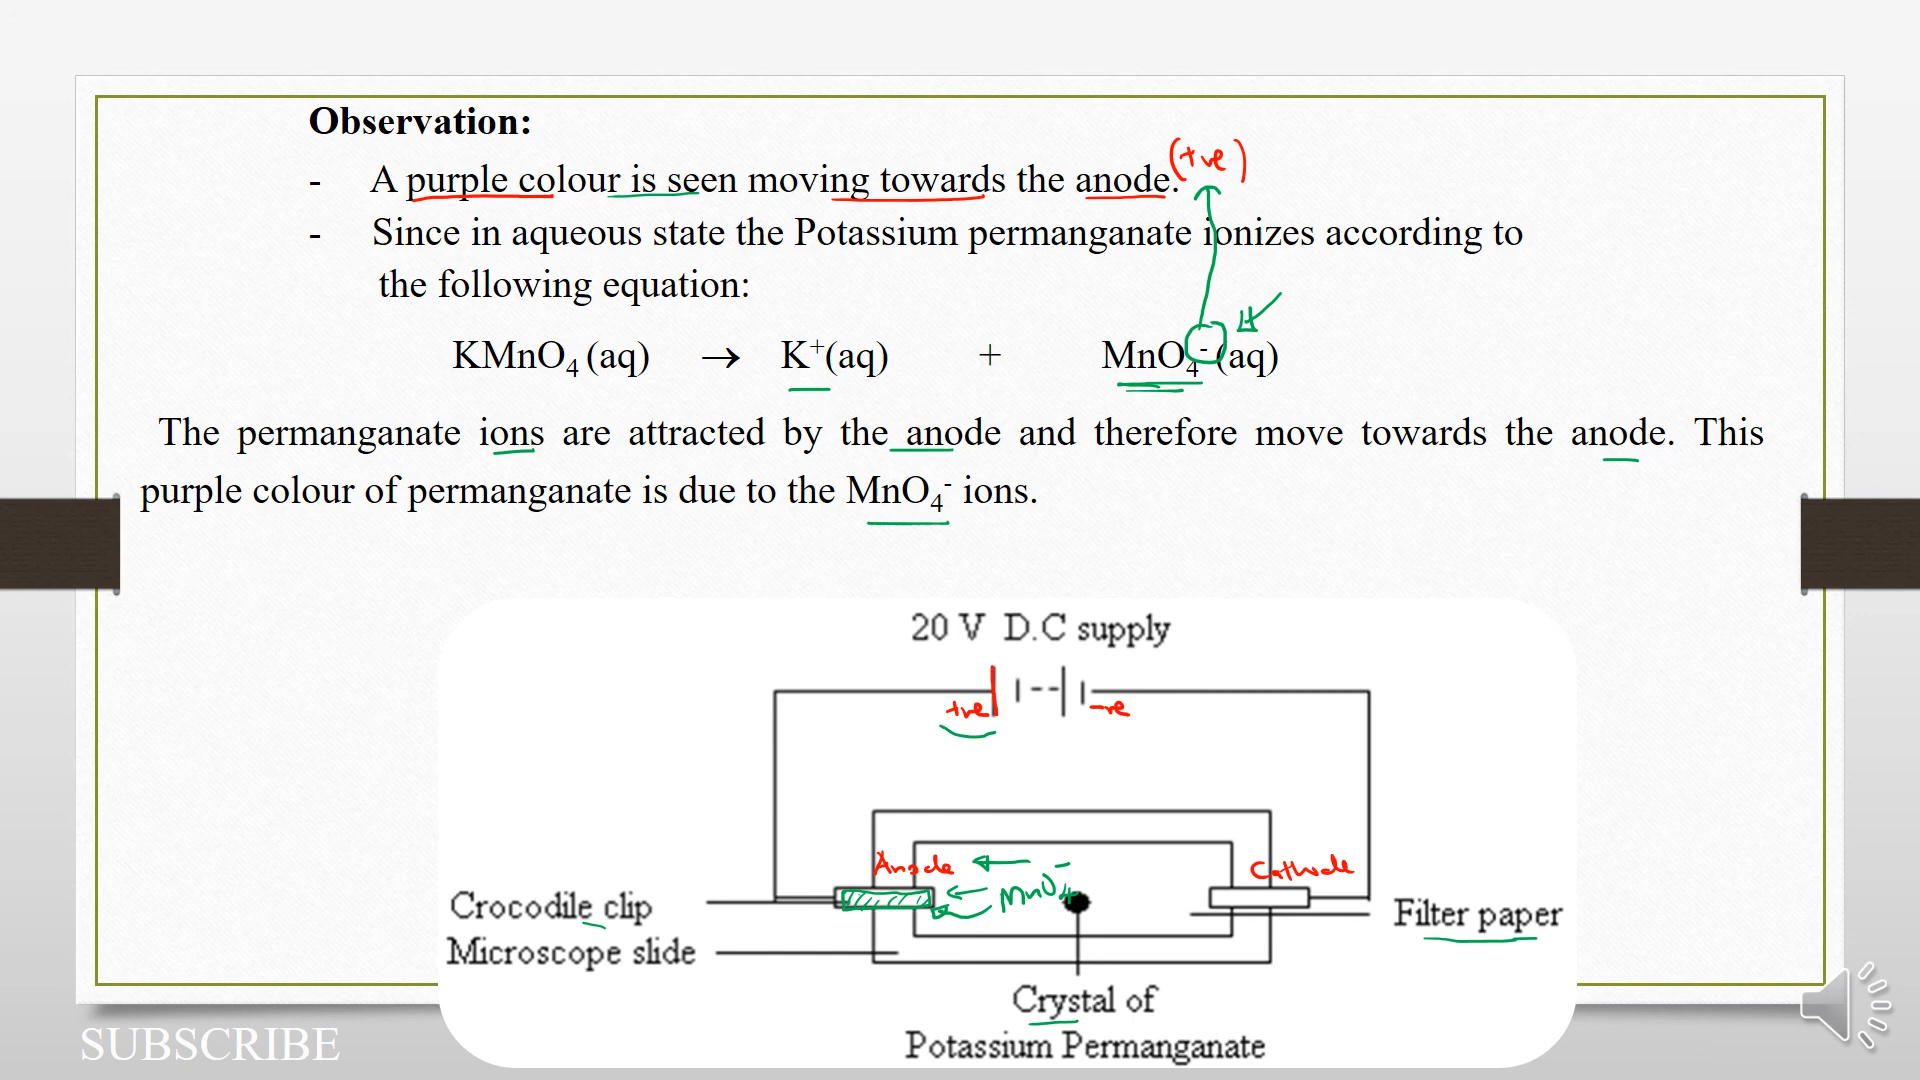 Observation:
- A purple colour is seen moving towards the anode. (+ve)
- Since in aqueous state the Potassium permanganate ionizes according to
the following equation:
KMnO₄ (aq) → K⁺(aq) + MnO₄⁻ (aq)
The permanganate ions are attracted by the anode and therefore move towards the anode. This
purple colour of permanganate is due to the MnO₄⁻ ions.
20 V D.C supply
+ve -ve
Anode Cathode
MnO₄⁻
Crocodile clip
Filter paper
Microscope slide
Crystal of
Potassium Permanganate
SUBSCRIBE